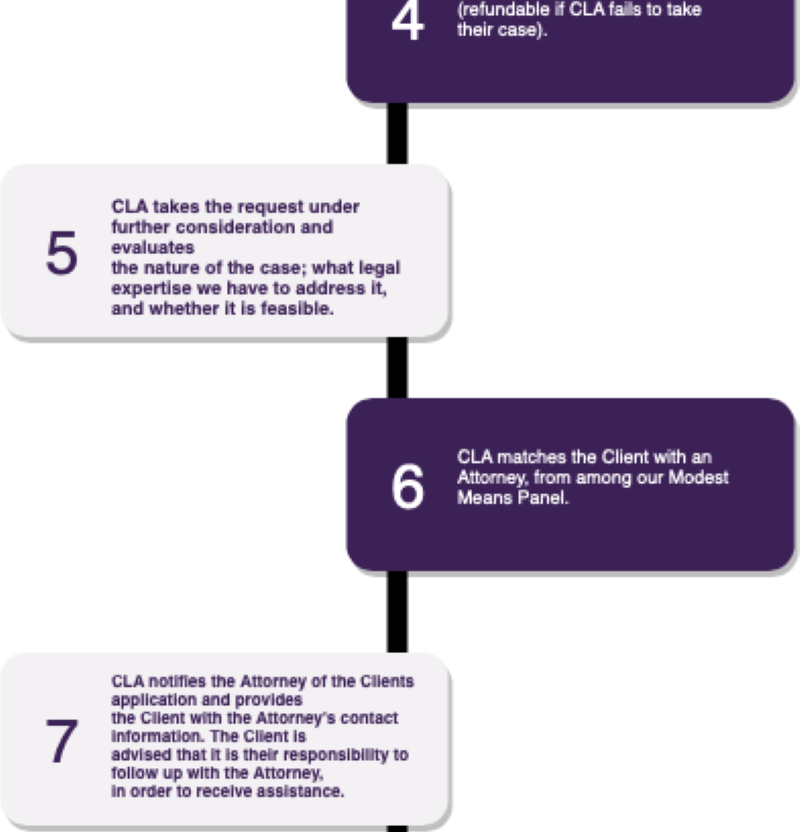 4
(refundable if CLA fails to take
their case).
5
CLA takes the request under
further consideration and
evaluates
the nature of the case; what legal
expertise we have to address it,
and whether it is feasible.
6
CLA matches the Client with an
Attorney, from among our Modest
Means Panel.
7
CLA notifies the Attorney of the Clients
application and provides
the Client with the Attorney's contact
information. The Client is
advised that it is their responsibility to
follow up with the Attorney,
in order to receive assistance.